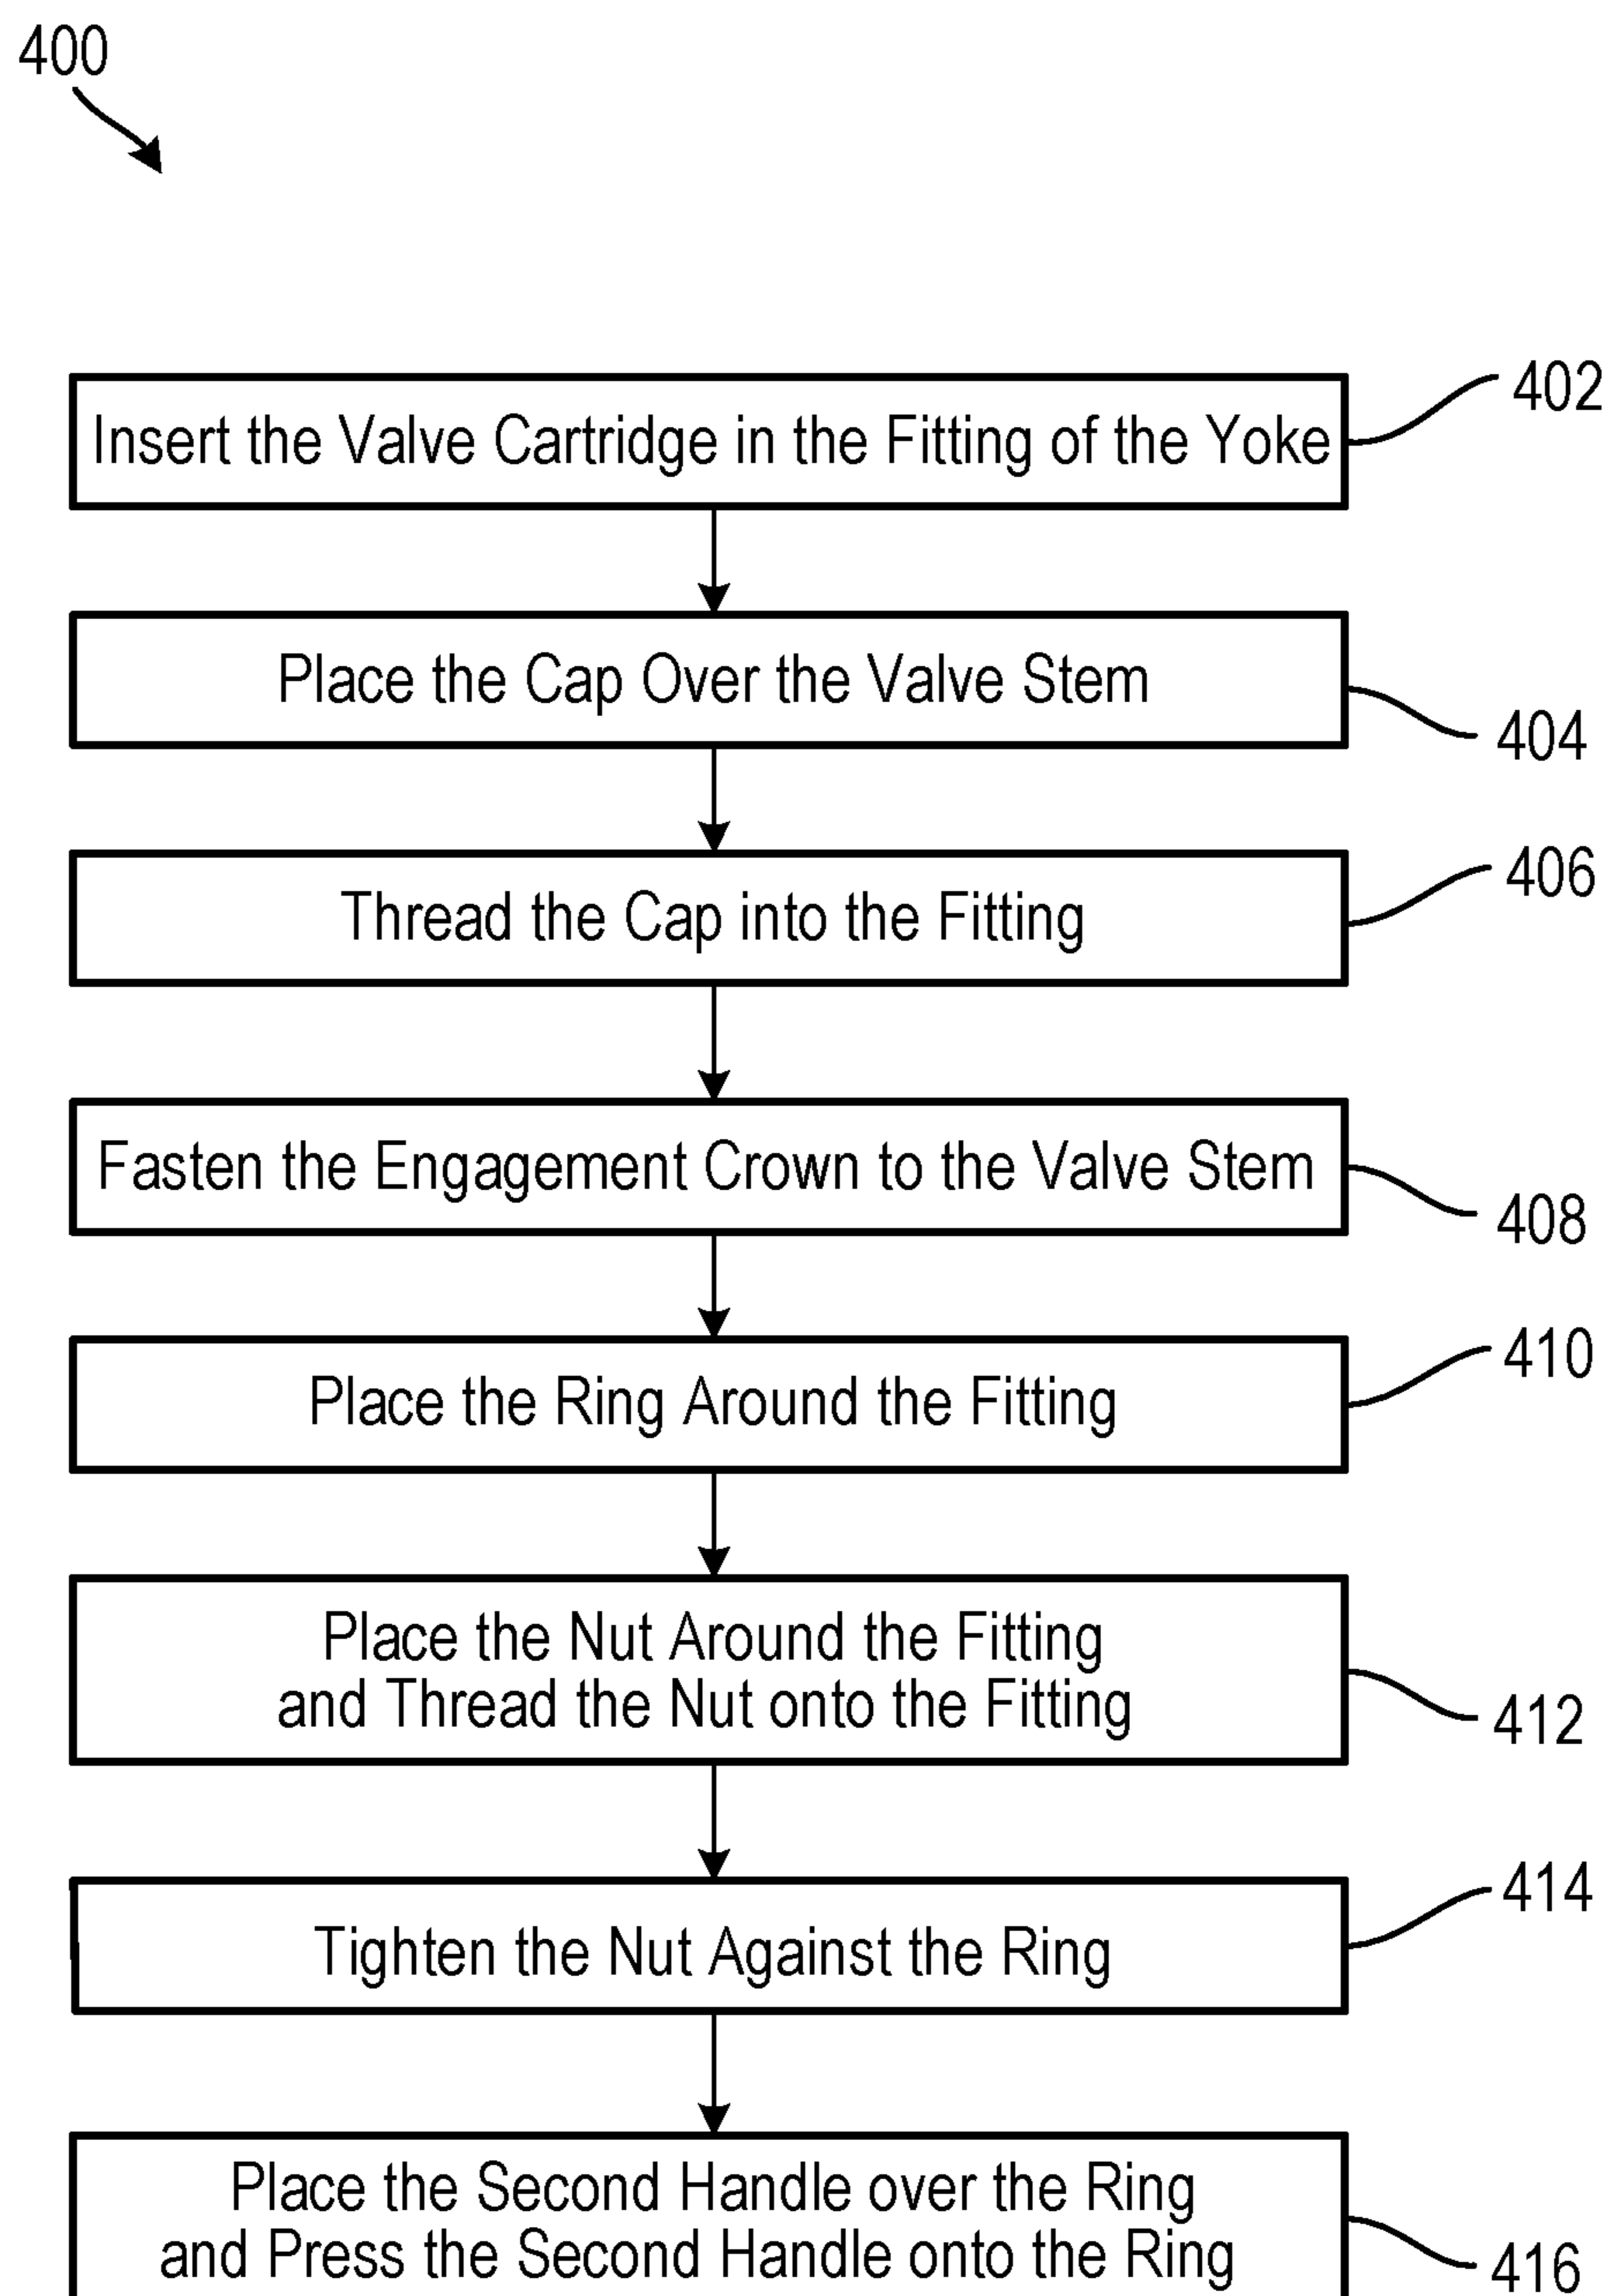 400
Insert the Valve Cartridge in the Fitting of the Yoke
402
Place the Cap Over the Valve Stem
404
Thread the Cap into the Fitting
406
Fasten the Engagement Crown to the Valve Stem
408
Place the Ring Around the Fitting
410
Place the Nut Around the Fitting
and Thread the Nut onto the Fitting
412
Tighten the Nut Against the Ring
414
Place the Second Handle over the Ring
and Press the Second Handle onto the Ring
416